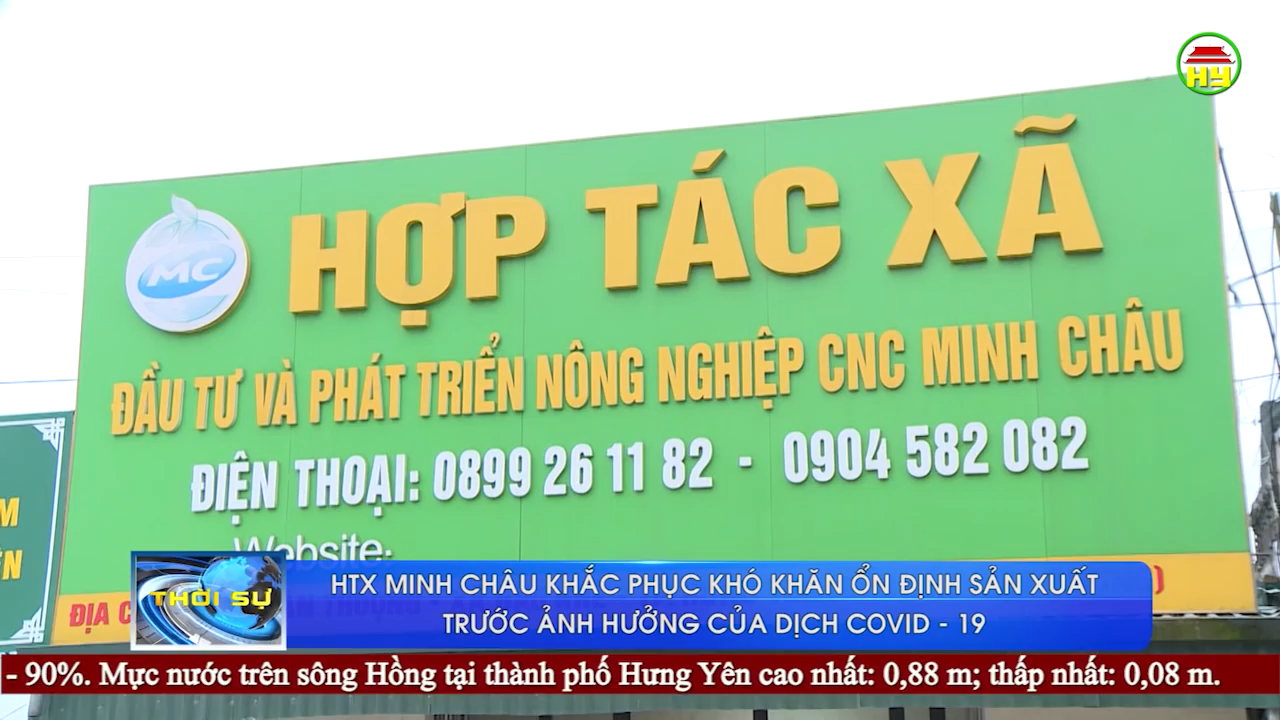 HY
MC
HỢP TÁC XÃ
ĐẦU TƯ VÀ PHÁT TRIỂN NÔNG NGHIỆP CNC MINH CHÂU
ĐIỆN THOẠI: 0899 26 11 82 - 0904 582 082
Website:
ĐỊA
THỜI SỰ
HTX MINH CHÂU KHẮC PHỤC KHÓ KHĂN ỔN ĐỊNH SẢN XUẤT
TRƯỚC ẢNH HƯỞNG CỦA DỊCH COVID - 19
- 90%. Mực nước trên sông Hồng tại thành phố Hưng Yên cao nhất: 0,88 m; thấp nhất: 0,08 m.